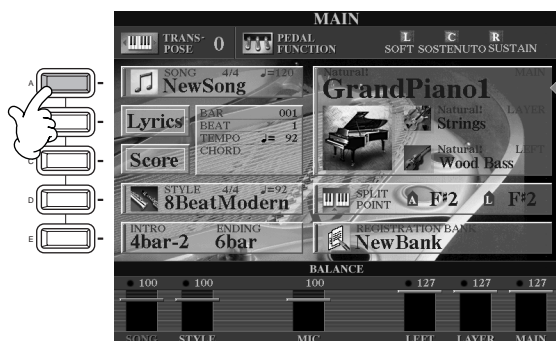 MAIN
TRANS-
POSE 0
PEDAL
FUNCTION
L C R
SOFT SOSTENUTO SUSTAIN
A
D
E
SONG 4/4 ♩=120
NewSong
Lyrics
Score
BAR 001
BEAT 1
TEMPO ♩= 92
CHORD
STYLE 4/4 ♩=92
8BeatModern
INTRO ENDING
4bar-2 6bar
Natural! MAIN
GrandPiano1
Natural! LAYER
Strings
Natural! LEFT
Wood Bass
SPLIT
POINT A F♯2 L F♯2
REGISTRATION BANK
NewBank
BALANCE
100 100 100 127 127 127
SONG STYLE MIC LEFT LAYER MAIN